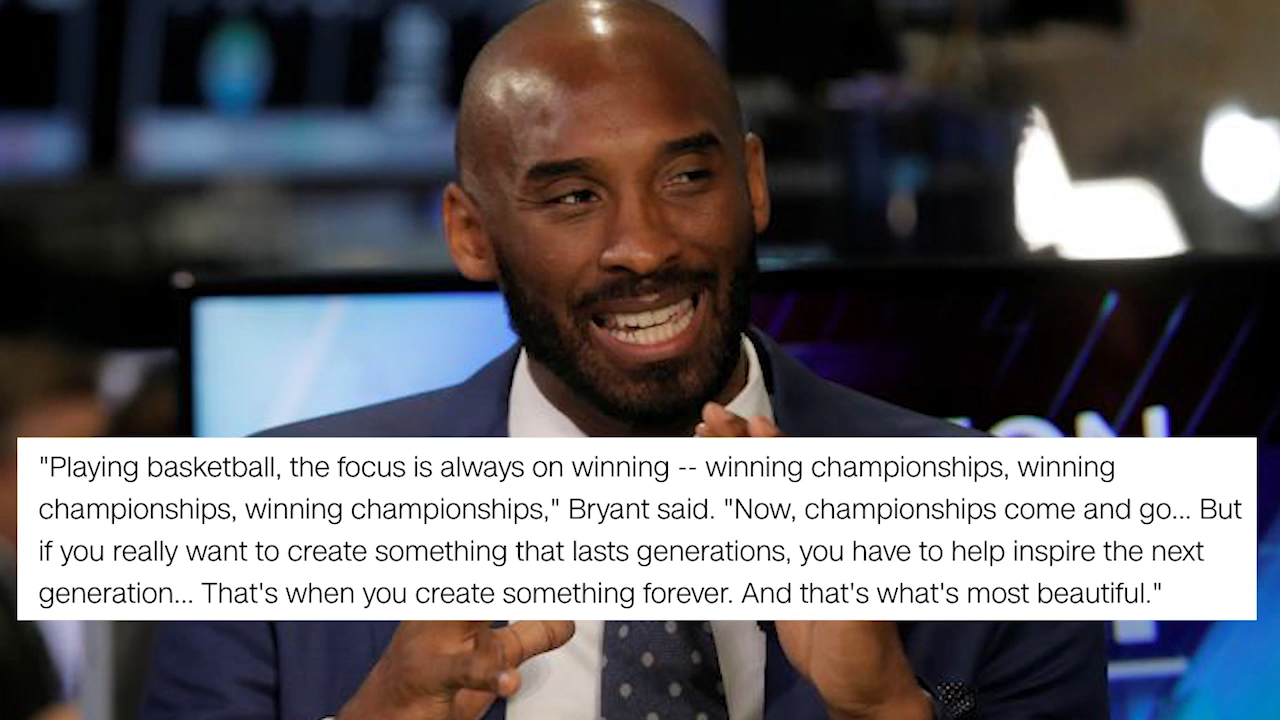 "Playing basketball, the focus is always on winning -- winning championships, winning
championships, winning championships," Bryant said. "Now, championships come and go... But
if you really want to create something that lasts generations, you have to help inspire the next
generation... That's when you create something forever. And that's what's most beautiful."